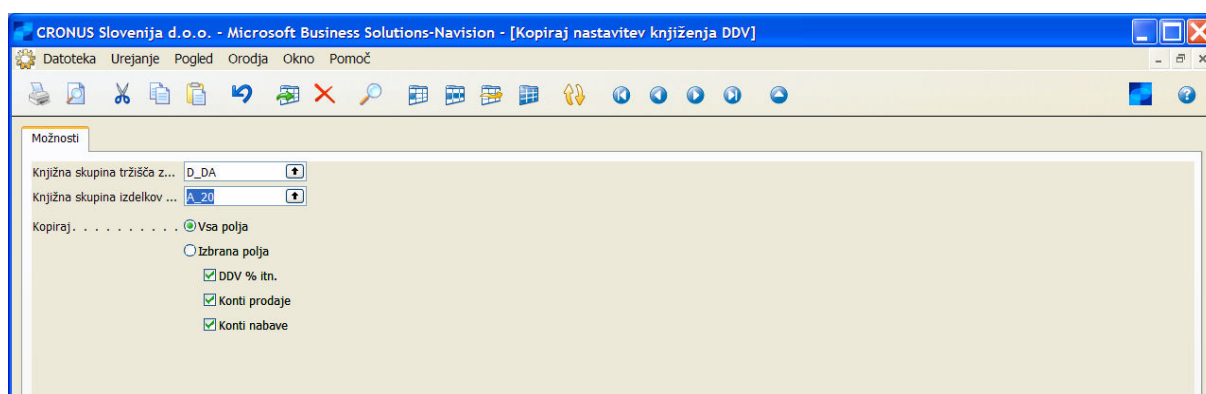 CRONUS Slovenija d.o.o. - Microsoft Business Solutions-Navision - [Kopiraj nastavitev knjiženja DDV]
Datoteka Urejanje Pogled Orodja Okno Pomoč
Možnosti
Knjižna skupina tržišča z... D_DA
Knjižna skupina izdelkov ... A_20
Kopiraj. . . . . . . . . . . Vsa polja
Izbrana polja
DDV % itn.
Konti prodaje
Konti nabave